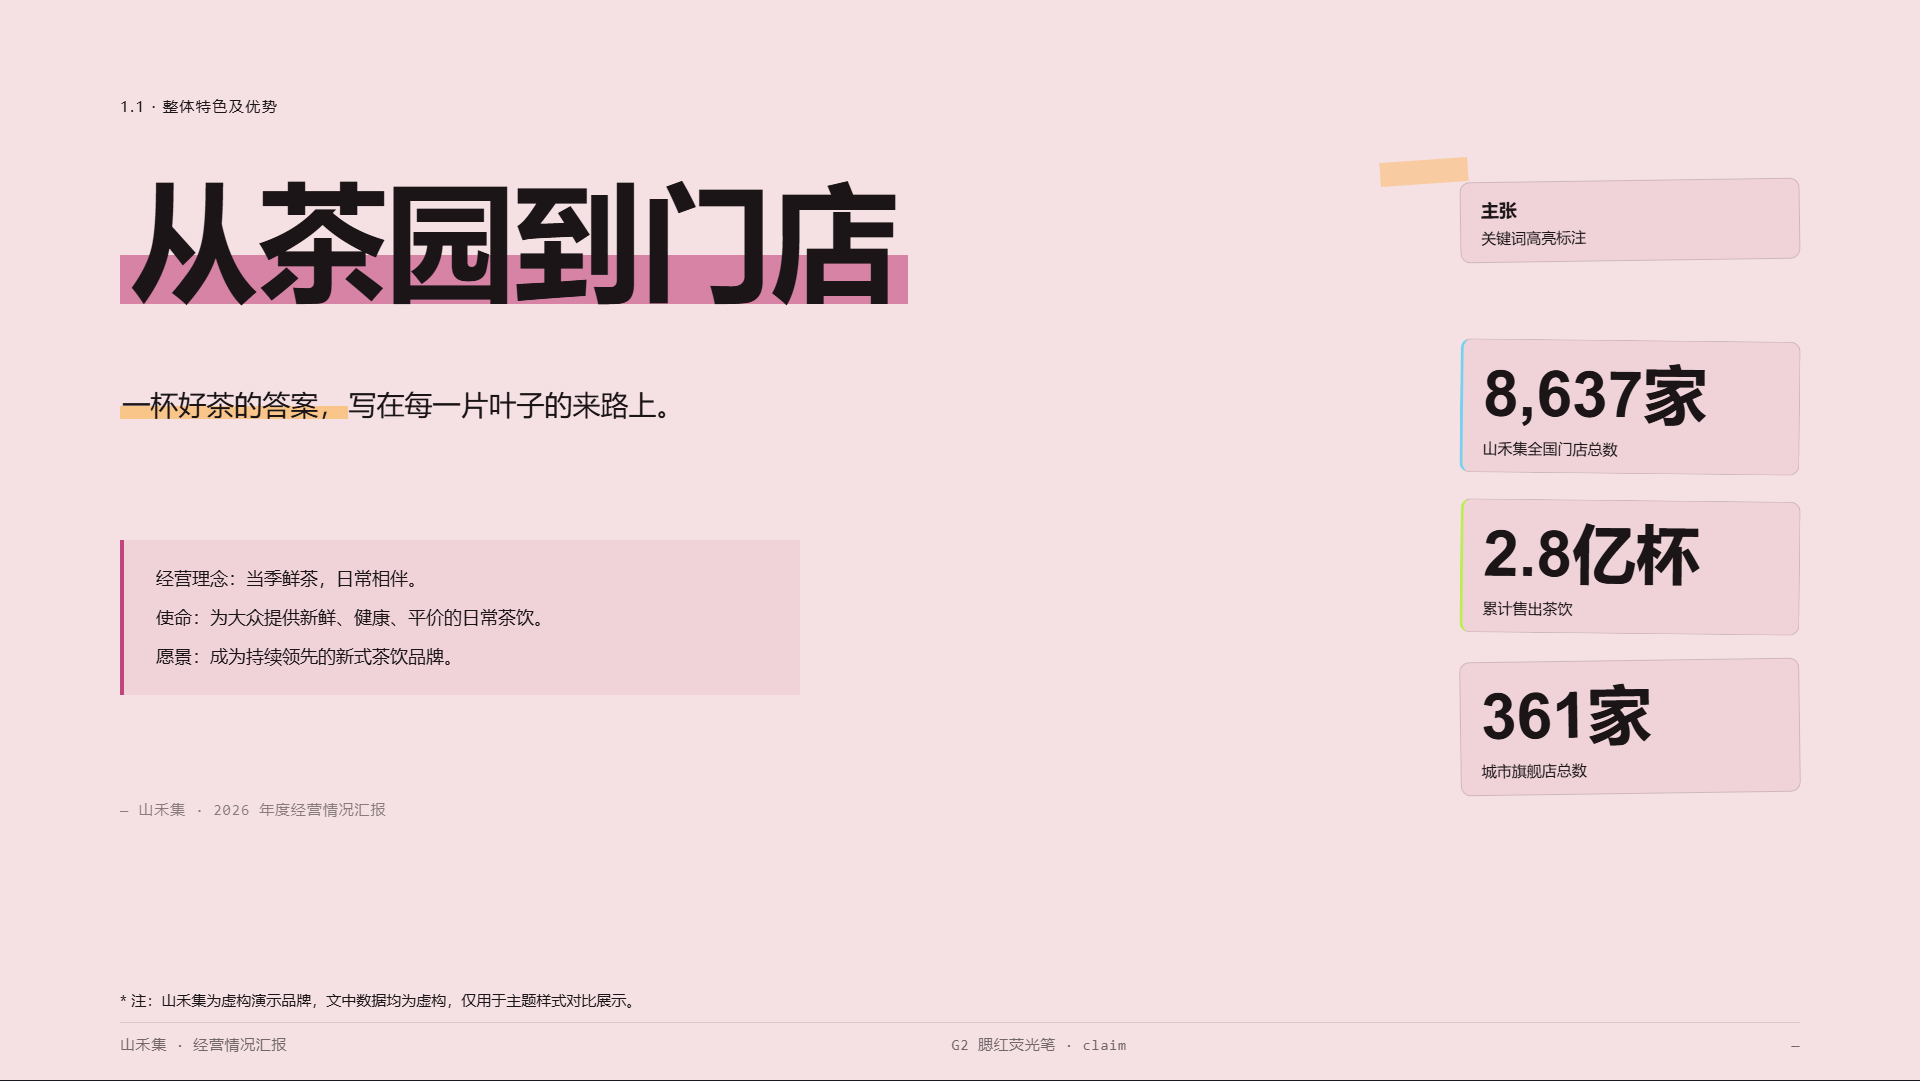 1.1 · 整体特色及优势
从茶园到门店
一杯好茶的答案，写在每一片叶子的来路上。
经营理念：当季鲜茶，日常相伴。
使命：为大众提供新鲜、健康、平价的日常茶饮。
愿景：成为持续领先的新式茶饮品牌。
— 山禾集 · 2026 年度经营情况汇报
主张
关键词高亮标注
8,637家
山禾集全国门店总数
2.8亿杯
累计售出茶饮
361家
城市旗舰店总数
* 注：山禾集为虚构演示品牌，文中数据均为虚构，仅用于主题样式对比展示。
山禾集 · 经营情况汇报
G2 腮红荧光笔 · claim
—